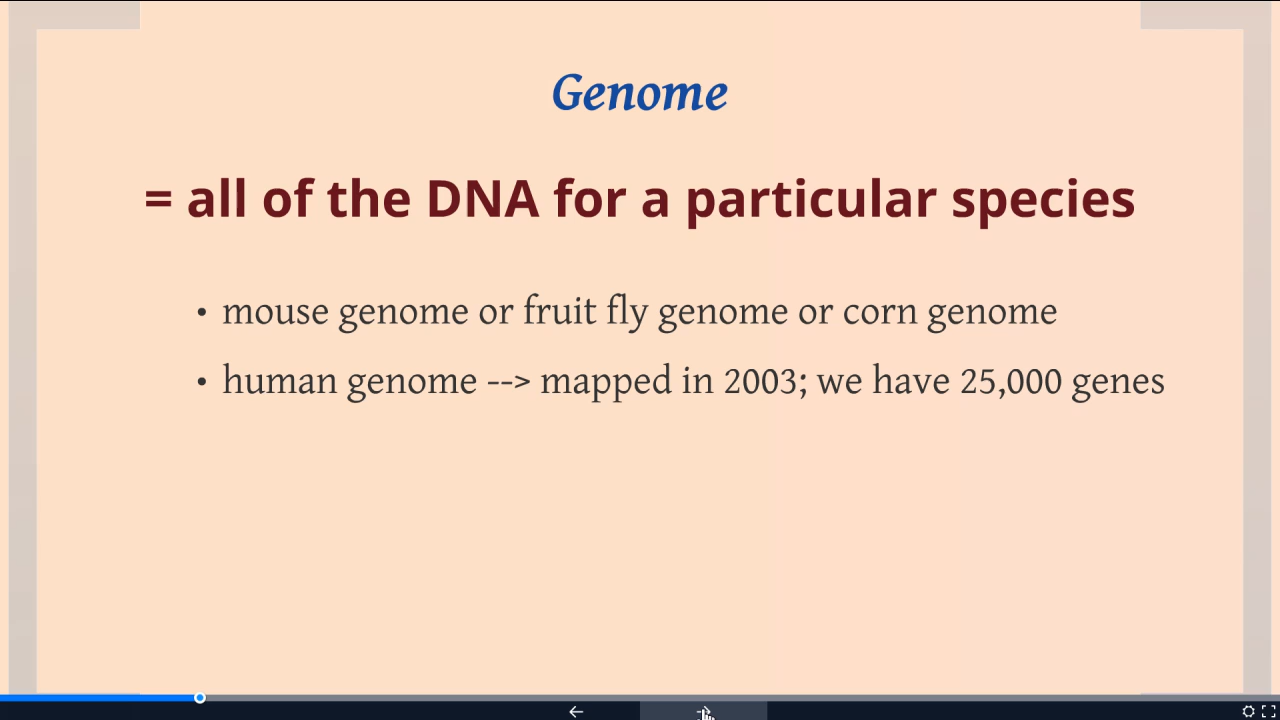 Genome
= all of the DNA for a particular species
• mouse genome or fruit fly genome or corn genome
• human genome --> mapped in 2003; we have 25,000 genes